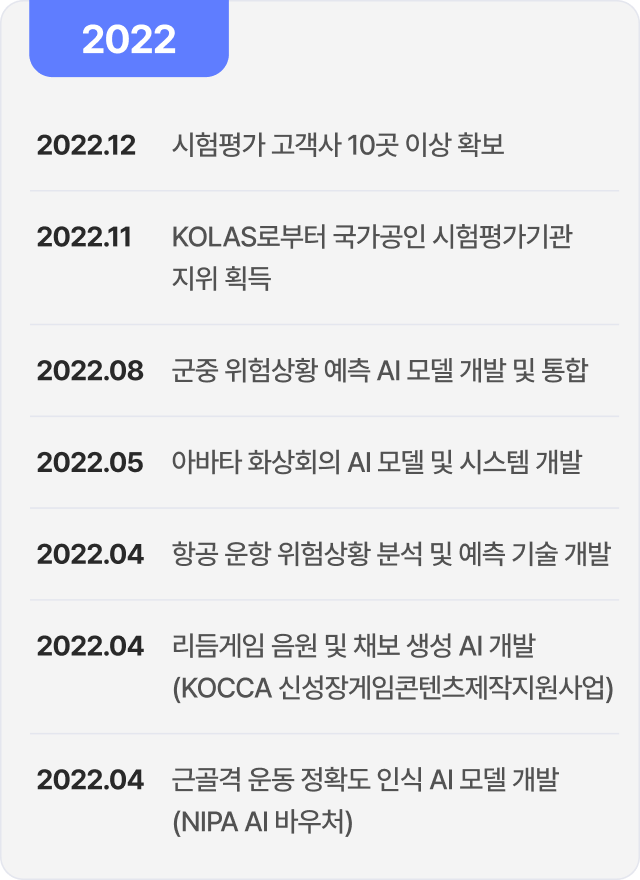 2022
2022.12 시험평가 고객사 10곳 이상 확보
2022.11 KOLAS로부터 국가공인 시험평가기관
지위 획득
2022.08 군중 위험상황 예측 AI 모델 개발 및 통합
2022.05 아바타 화상회의 AI 모델 및 시스템 개발
2022.04 항공 운항 위험상황 분석 및 예측 기술 개발
2022.04 리듬게임 음원 및 채보 생성 AI 개발
(KOCCA 신성장게임콘텐츠제작지원사업)
2022.04 근골격 운동 정확도 인식 AI 모델 개발
(NIPA AI 바우처)